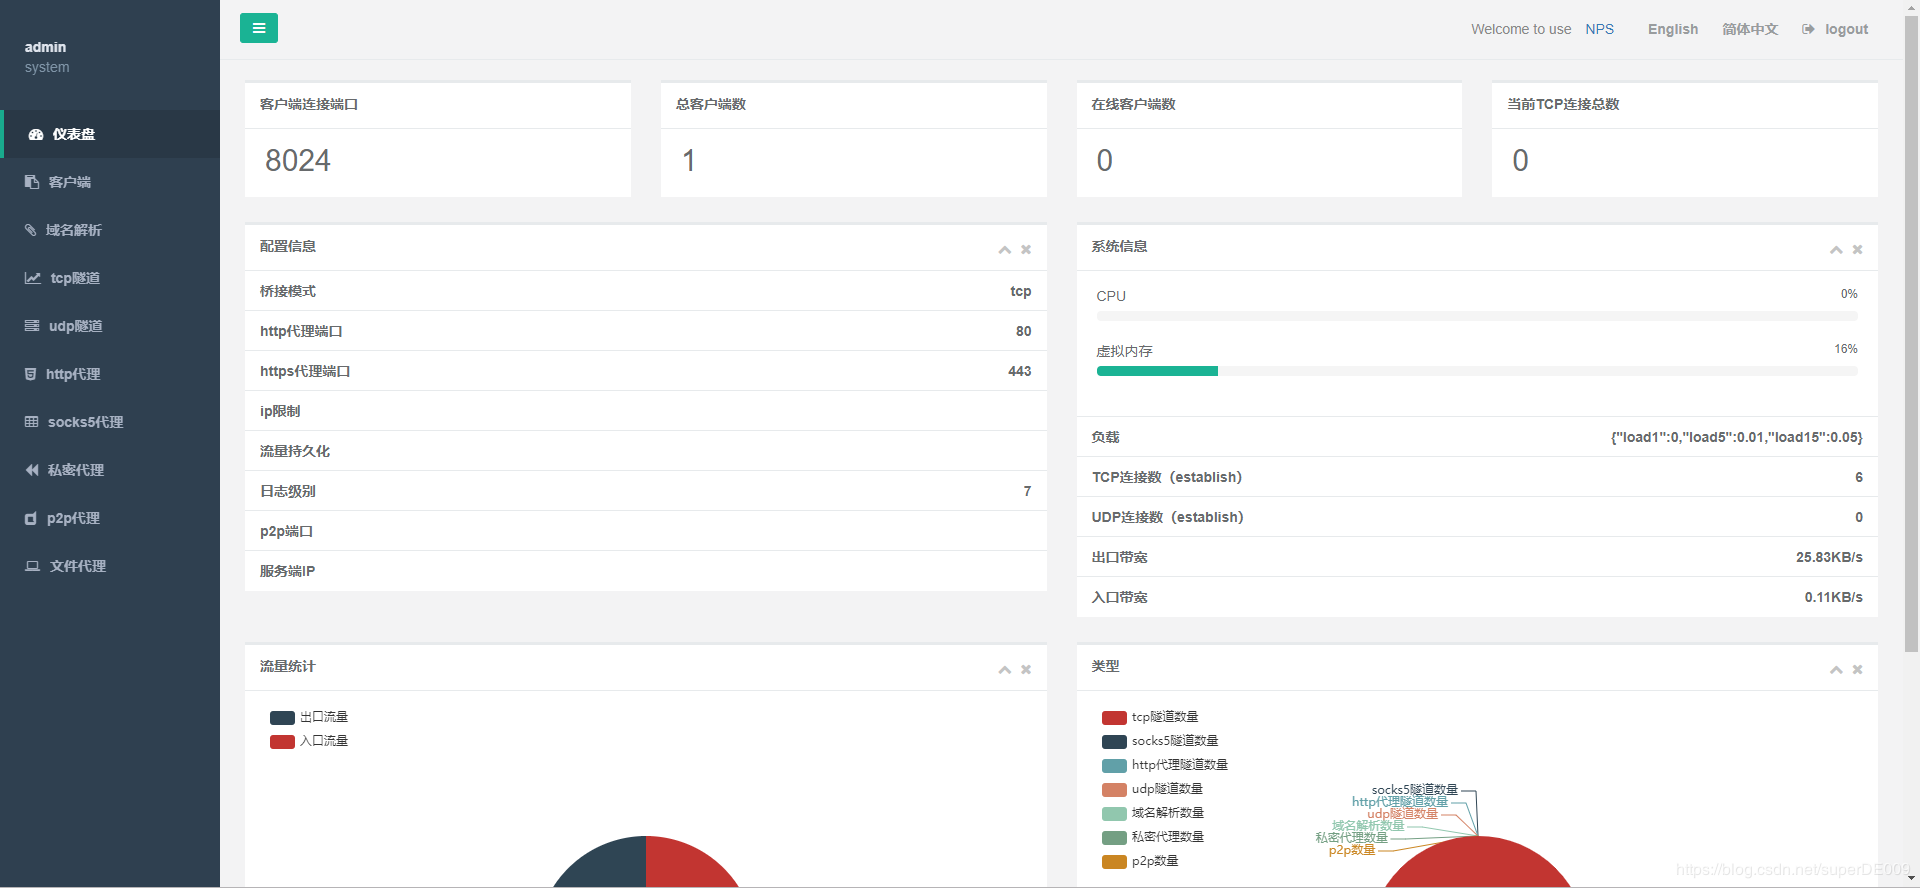 admin
system
仪表盘
客户端
域名解析
tcp隧道
udp隧道
http代理
socks5代理
私密代理
p2p代理
文件代理
Welcome to use NPS English 简体中文 logout
客户端连接端口
8024
总客户端数
1
在线客户端数
0
当前TCP连接总数
0
配置信息
桥接模式 tcp
http代理端口 80
https代理端口 443
ip限制
流量持久化
日志级别 7
p2p端口
服务端IP
系统信息
CPU 0%
虚拟内存 16%
负载 {"load1":0,"load5":0.01,"load15":0.05}
TCP连接数（establish） 6
UDP连接数（establish） 0
出口带宽 25.83KB/s
入口带宽 0.11KB/s
流量统计
出口流量
入口流量
类型
tcp隧道数量
socks5隧道数量
http代理隧道数量
udp隧道数量
域名解析数量
私密代理数量
p2p数量
socks5隧道数量
http代理隧道数量
udp隧道数量
域名解析数量
私密代理数量
p2p数量
https://blog.csdn.net/superDE009